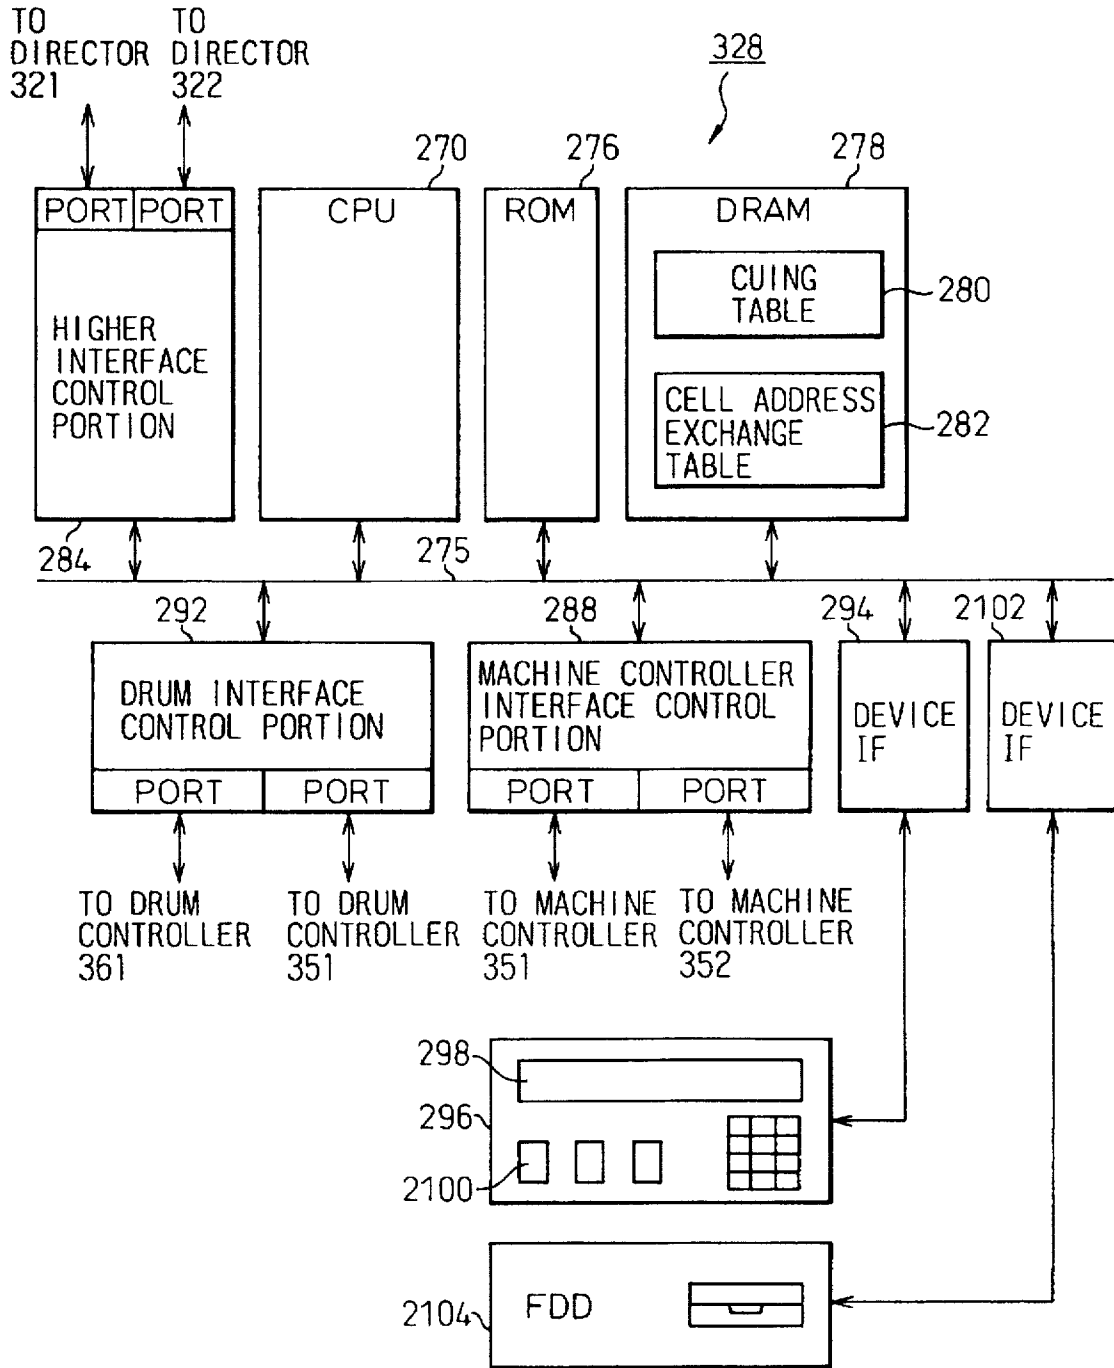 TO DIRECTOR 321
TO DIRECTOR 322
328
270
276
278
PORT
PORT
CPU
ROM
DRAM
HIGHER
INTERFACE
CONTROL
PORTION
CUING
TABLE
280
CELL ADDRESS
EXCHANGE
TABLE
282
284
275
292
288
294
2102
DRUM INTERFACE
CONTROL PORTION
MACHINE CONTROLLER
INTERFACE CONTROL
PORTION
DEVICE
IF
DEVICE
IF
PORT
PORT
PORT
PORT
TO DRUM
CONTROLLER
361
TO DRUM
CONTROLLER
351
TO MACHINE
CONTROLLER
351
TO MACHINE
CONTROLLER
352
298
296
2100
FDD
2104